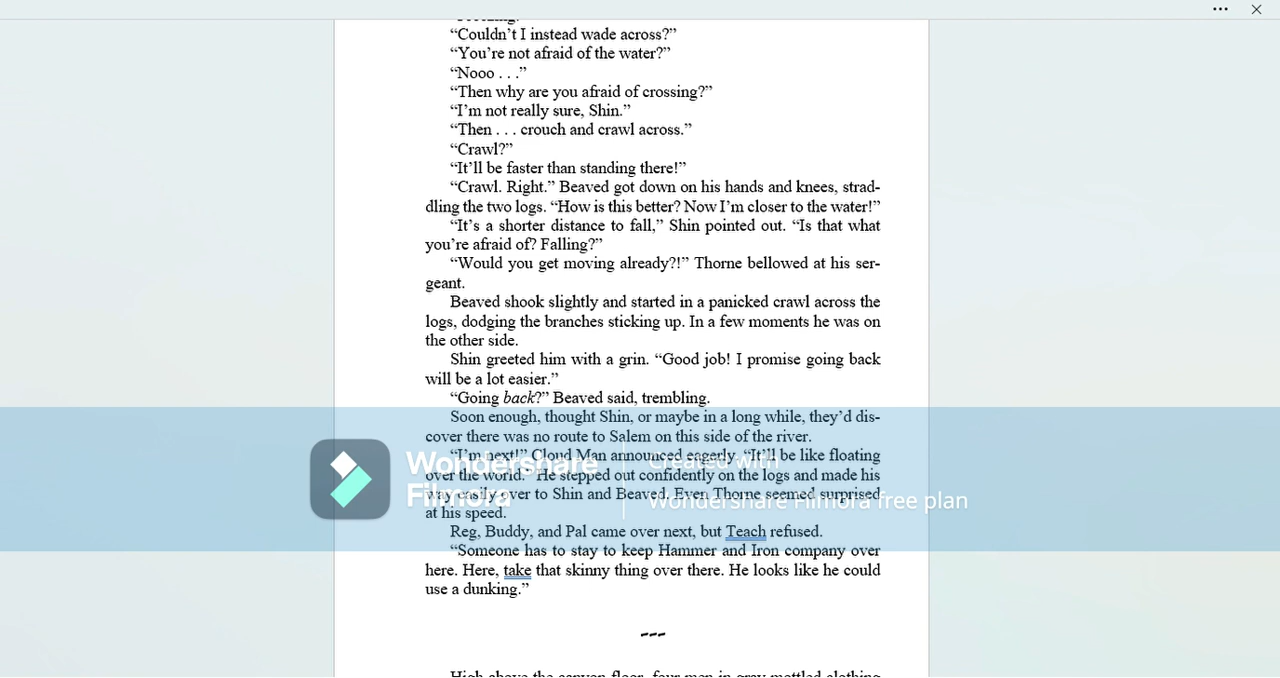 “Couldn’t I instead wade across?”
“You’re not afraid of the water?”
“Nooo . . .”
“Then why are you afraid of crossing?”
“I’m not really sure, Shin.”
“Then . . . crouch and crawl across.”
“Crawl?”
“It’ll be faster than standing there!”
“Crawl. Right.” Beaved got down on his hands and knees, strad-
dling the two logs. “How is this better? Now I’m closer to the water!”
“It’s a shorter distance to fall,” Shin pointed out. “Is that what
you’re afraid of? Falling?”
“Would you get moving already?!” Thorne bellowed at his ser-
geant.
Beaved shook slightly and started in a panicked crawl across the
logs, dodging the branches sticking up. In a few moments he was on
the other side.
Shin greeted him with a grin. “Good job! I promise going back
will be a lot easier.”
“Going back?” Beaved said, trembling.
Soon enough, thought Shin, or maybe in a long while, they’d dis-
cover there was no route to Salem on this side of the river.
“I’m next!” Cloud Man announced eagerly. “It’ll be like floating
over the world.” He stepped out confidently on the logs and made his
way easily over to Shin and Beaved. Even Thorne seemed surprised
at his speed.
Reg, Buddy, and Pal came over next, but Teach refused.
“Someone has to stay to keep Hammer and Iron company over
here. Here, take that skinny thing over there. He looks like he could
use a dunking.”
---
High above the canyon floor, four men in gray mottled clothing
Wondershare
Filmora
Created with
Wondershare Filmora free plan